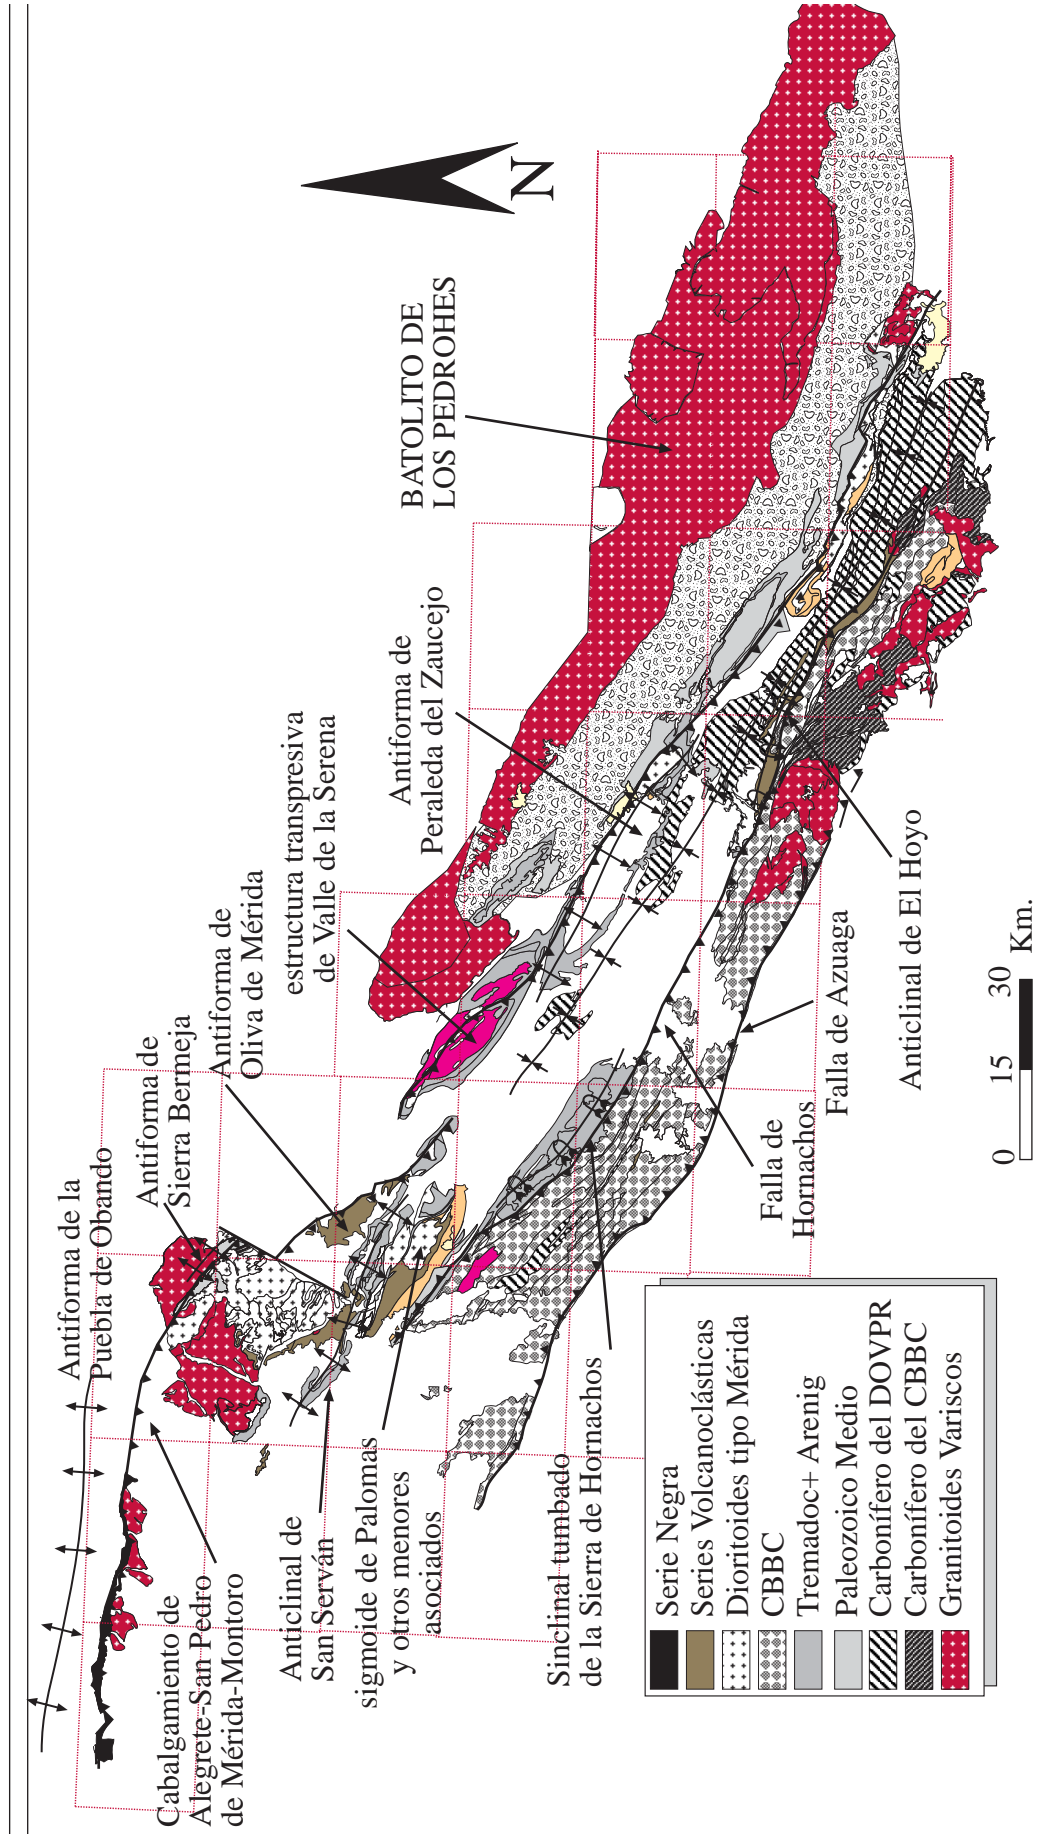 Antiforma de la
Puebla de Obando
Antiforma de
Sierra Bermeja
Antiforma de
Oliva de Mérida
estructura transpresiva
de Valle de la Serena
Antiforma de
Peraleda del Zaucejo
BATOLITO DE
LOS PEDROHES
N
Cabalgamiento de
Alegrete-San Pedro
de Mérida-Montoro
Anticlinal de
San Serván
sigmoide de Palomas
y otros menores
asociados
Sinclinal tumbado
de la Sierra de Hornachos
Falla de
Hornachos
Falla de Azuaga
Anticlinal de El Hoyo
Serie Negra
Series Volcanoclásticas
Dioritoides tipo Mérida
CBBC
Tremadoc+ Arenig
Paleozoico Medio
Carbonífero del DOVPR
Carbonífero del CBBC
Granitoides Variscos
0 15 30 Km.